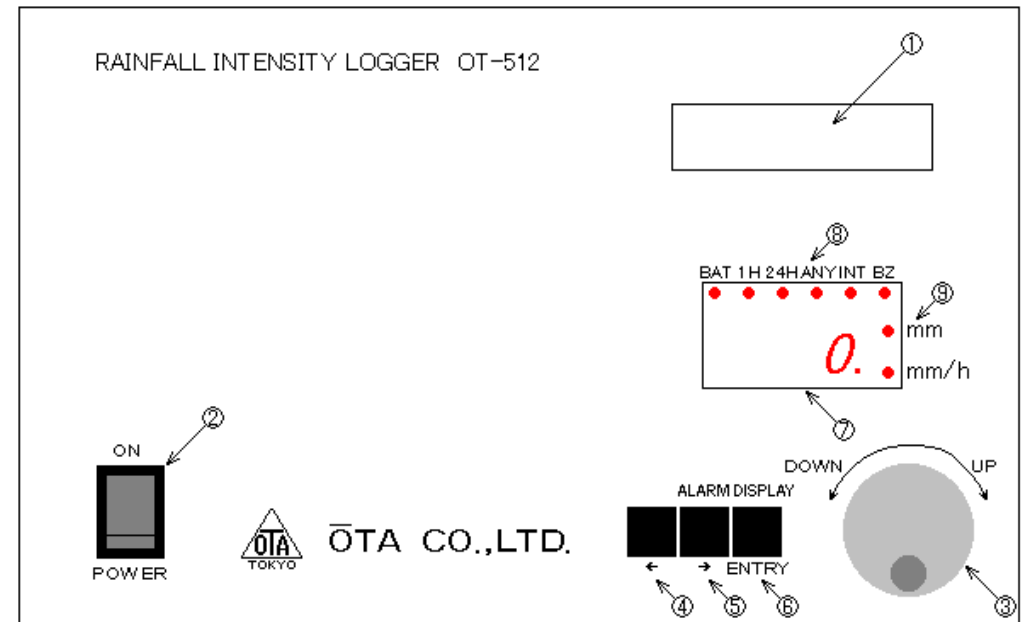 ①
RAINFALL INTENSITY LOGGER OT-512
⑧
BAT 1H 24H ANY INT BZ
⑨
mm
0.
mm/h
②
⑦
ON
DOWN UP
ALARM DISPLAY
ŌTA CO.,LTD.
OTA
TOKYO
POWER
← → ENTRY
④ ⑤ ⑥ ③